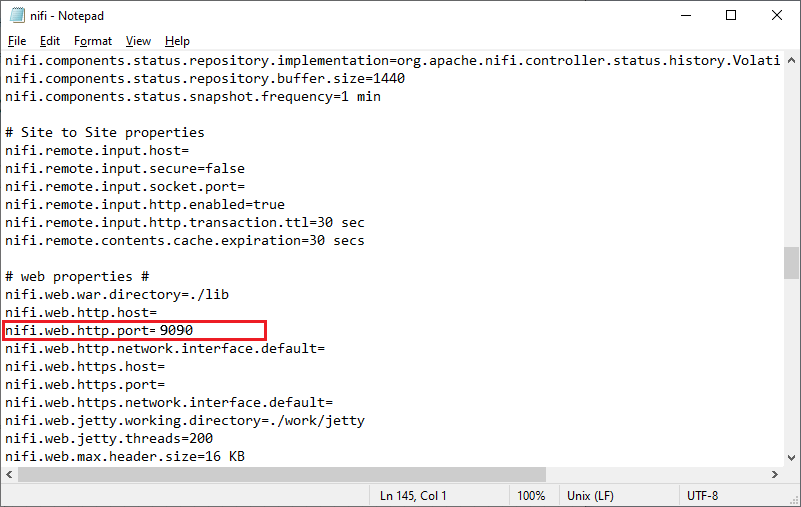 nifi - Notepad
File Edit Format View Help
nifi.components.status.repository.implementation=org.apache.nifi.controller.status.history.Volati
nifi.components.status.repository.buffer.size=1440
nifi.components.status.snapshot.frequency=1 min
# Site to Site properties
nifi.remote.input.host=
nifi.remote.input.secure=false
nifi.remote.input.socket.port=
nifi.remote.input.http.enabled=true
nifi.remote.input.http.transaction.ttl=30 sec
nifi.remote.contents.cache.expiration=30 secs
# web properties #
nifi.web.war.directory=./lib
nifi.web.http.host=
nifi.web.http.port= 9090
nifi.web.http.network.interface.default=
nifi.web.https.host=
nifi.web.https.port=
nifi.web.https.network.interface.default=
nifi.web.jetty.working.directory=./work/jetty
nifi.web.jetty.threads=200
nifi.web.max.header.size=16 KB
Ln 145, Col 1 100% Unix (LF) UTF-8